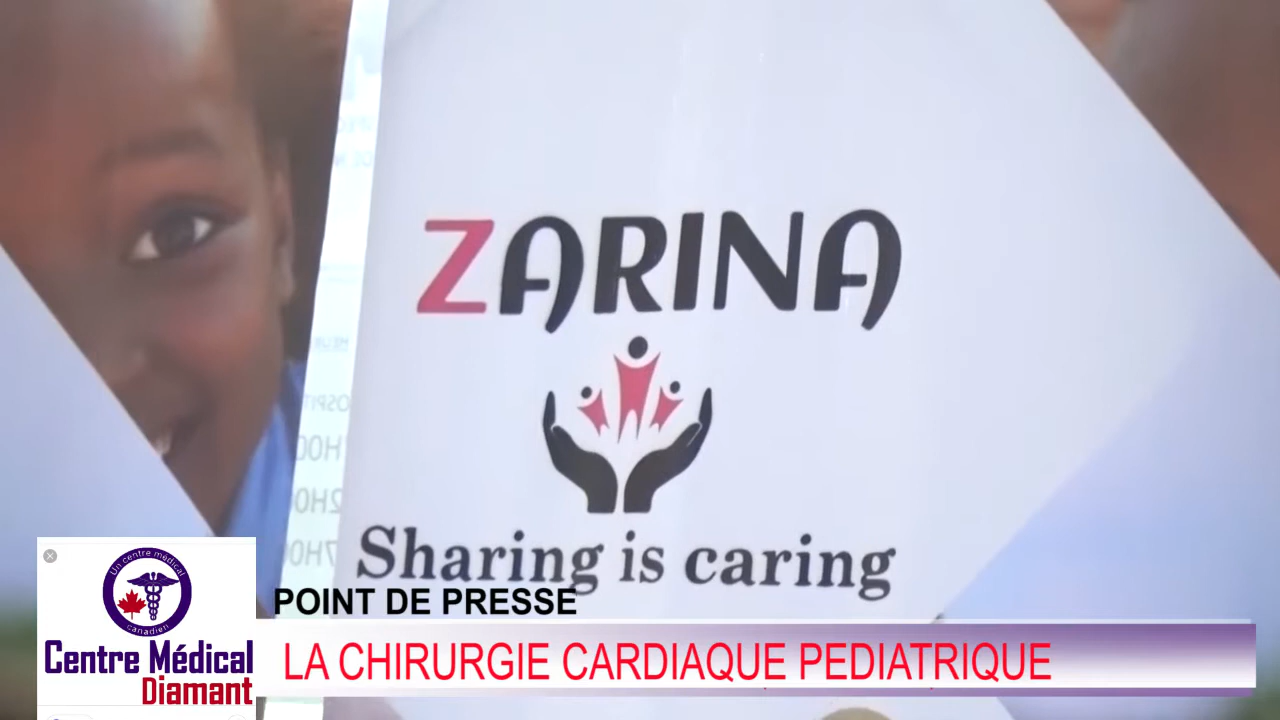 ZARINA
Sharing is caring
POINT DE PRESSE
LA CHIRURGIE CARDIAQUE PEDIATRIQUE
Un centre médical
canadien
Centre Médical
Diamant